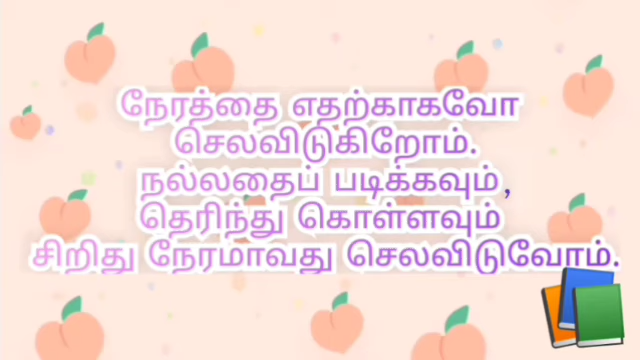 நேரத்தை எதற்காகவோ
செலவிடுகிறோம்.
நல்லதைப் படிக்கவும்,
தெரிந்து கொள்ளவும்
சிறிது நேரமாவது செலவிடுவோம்.